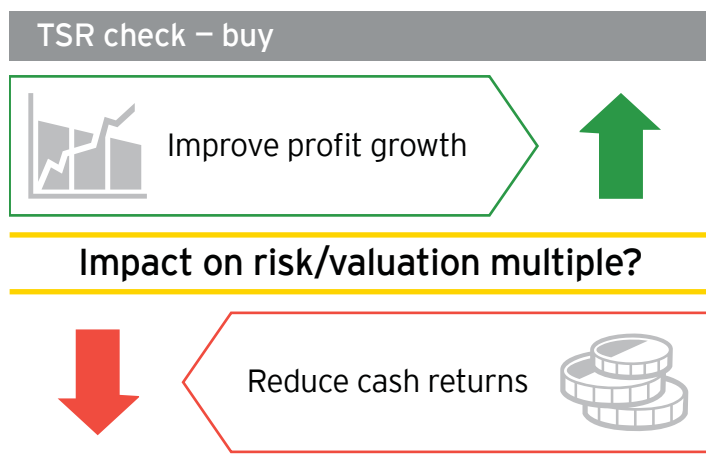 TSR check — buy
Improve profit growth
Impact on risk/valuation multiple?
Reduce cash returns